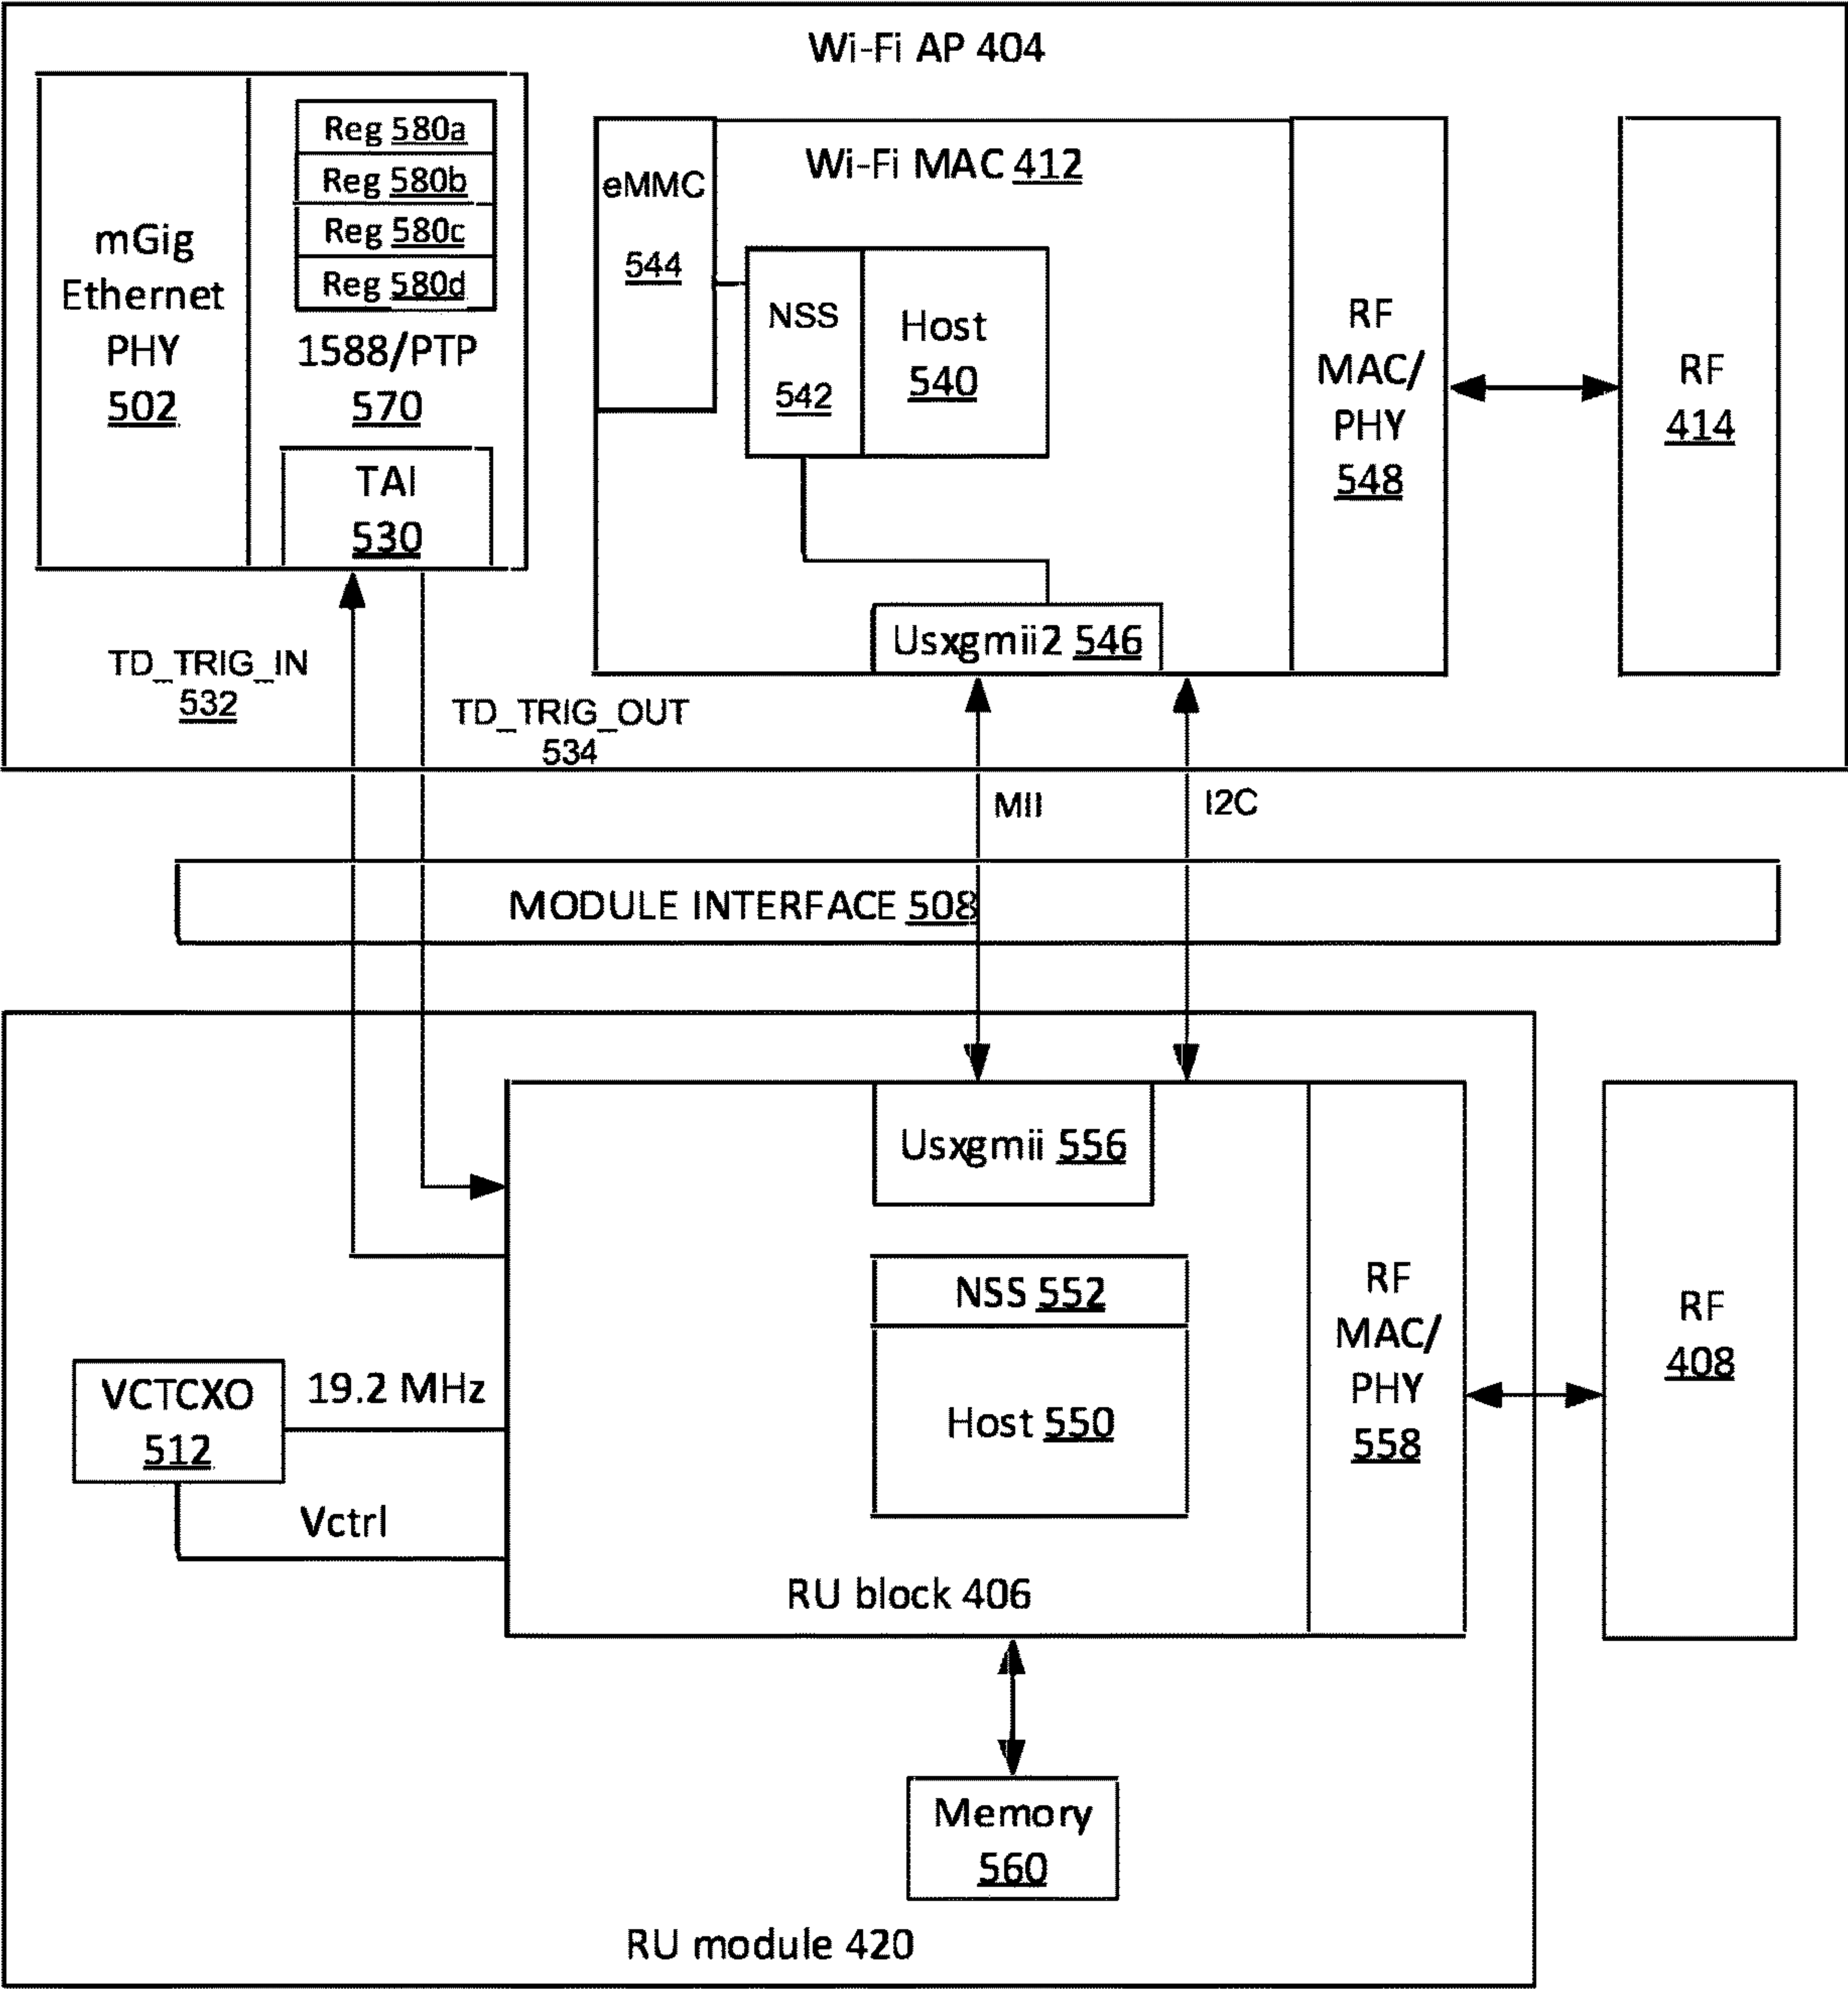 Wi-Fi AP 404
mGig
Ethernet
PHY
502
Reg 580a
Reg 580b
Reg 580c
Reg 580d
1588/PTP
570
TAI
530
eMMC
544
Wi-Fi MAC 412
NSS
542
Host
540
Usxgmii2 546
RF
MAC/
PHY
548
RF
414
TD_TRIG_IN
532
TD_TRIG_OUT
534
MII
I2C
MODULE INTERFACE 508
Usxgmii 556
NSS 552
Host 550
RF
MAC/
PHY
558
RF
408
VCTCXO
512
19.2 MHz
Vctrl
RU block 406
Memory
560
RU module 420